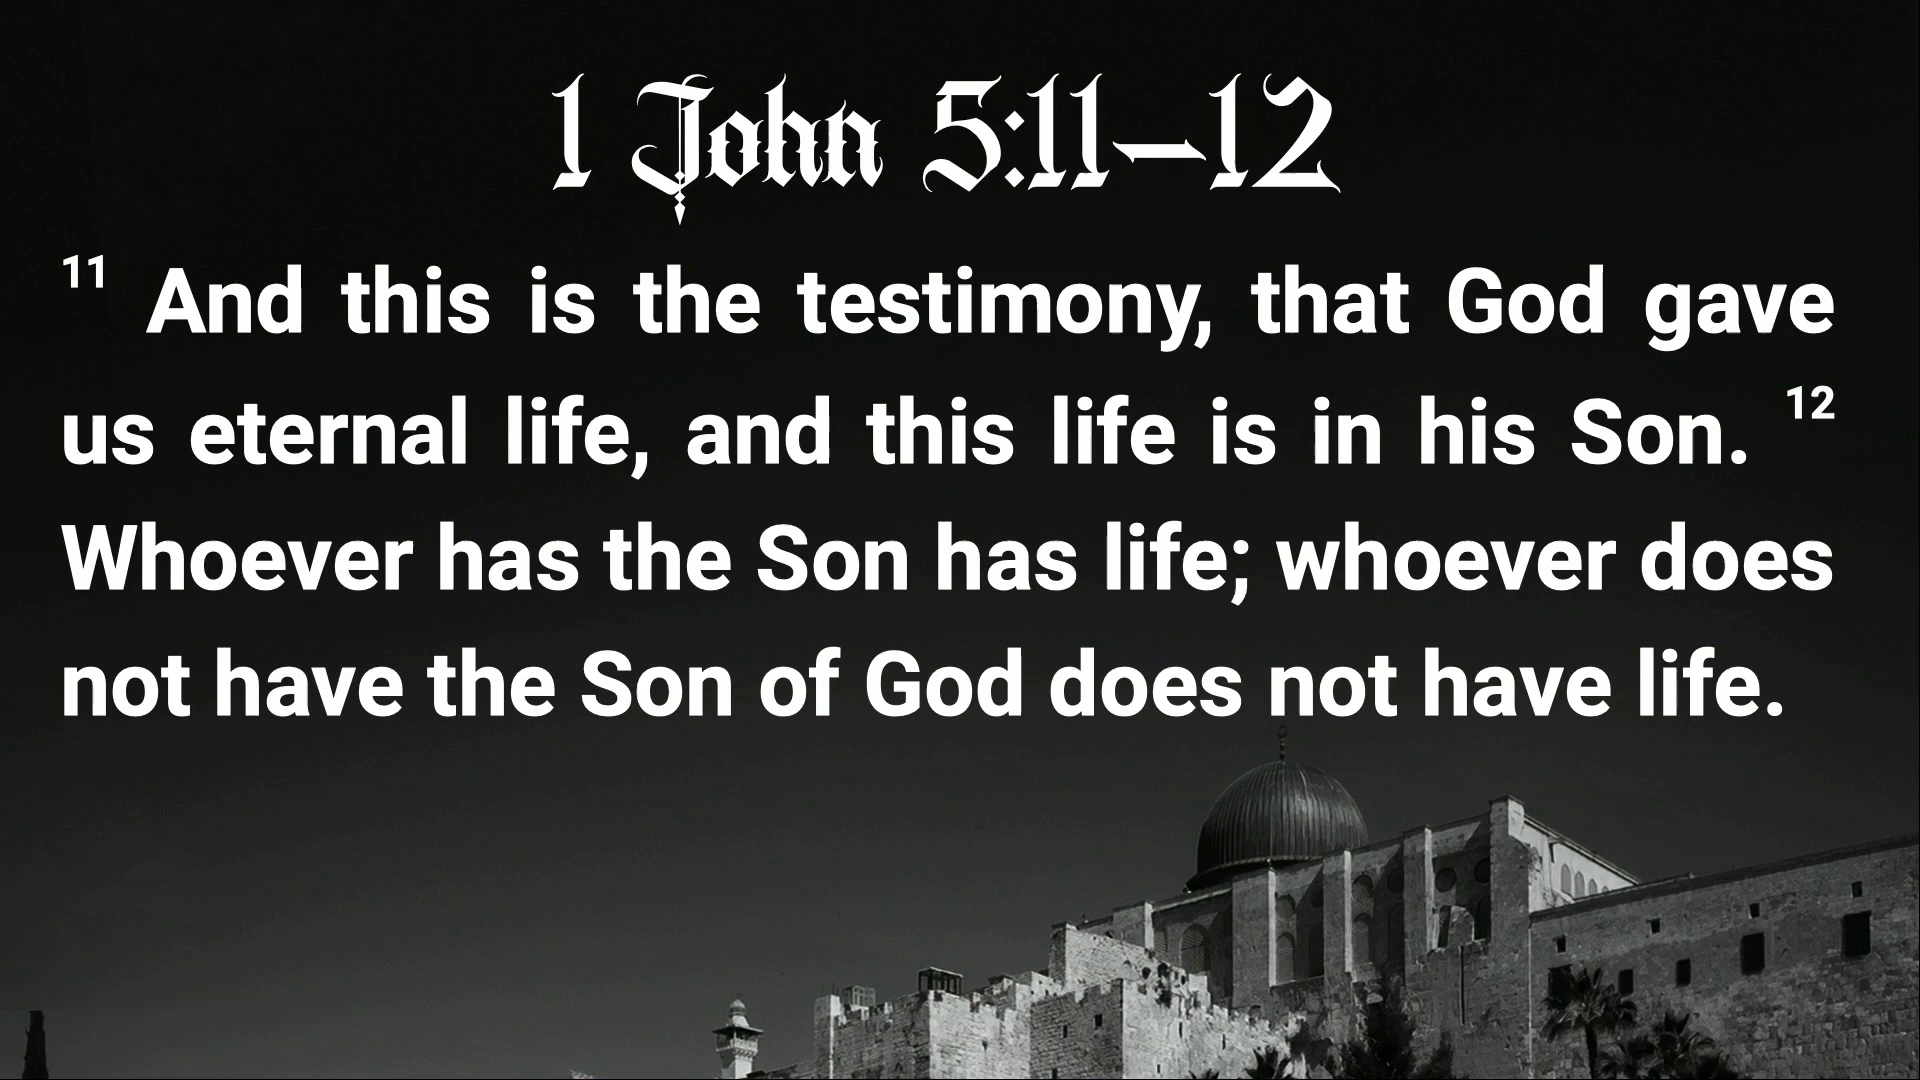 1 John 5:11–12
11 And this is the testimony, that God gave
us eternal life, and this life is in his Son. 12
Whoever has the Son has life; whoever does
not have the Son of God does not have life.